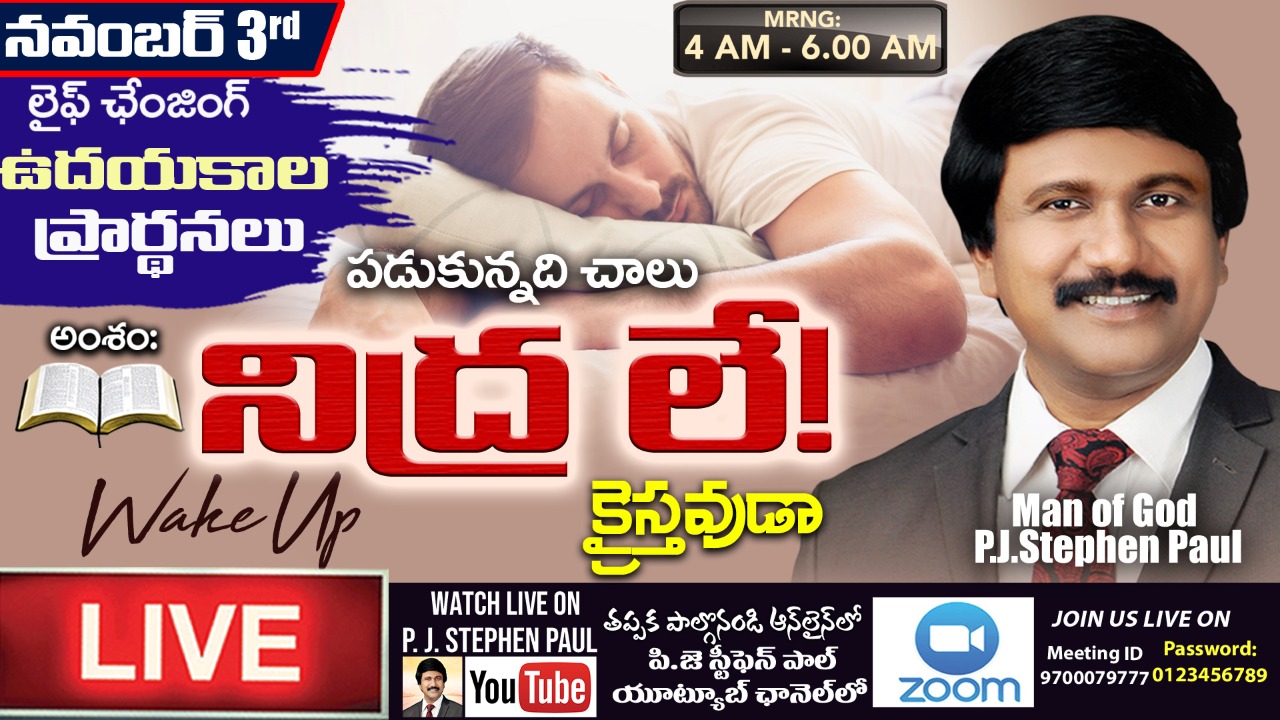 నవంబర్ 3rd
లైఫ్ ఛేంజింగ్
ఉదయకాల
ప్రార్థనలు
MRNG:
4 AM - 6.00 AM
పడుకున్నది చాలు
అంశం:
నిద్ర లే!
క్రైస్తవుడా
Wake Up
Man of God
P.J.Stephen Paul
LIVE
WATCH LIVE ON
P. J. STEPHEN PAUL
YouTube
తప్పక పాల్గొనండి ఆన్‌లైన్‌లో
పి.జె స్టీఫెన్ పాల్
యూట్యూబ్ ఛానెల్‌లో
zoom
JOIN US LIVE ON
Meeting ID
9700079777
Password:
0123456789